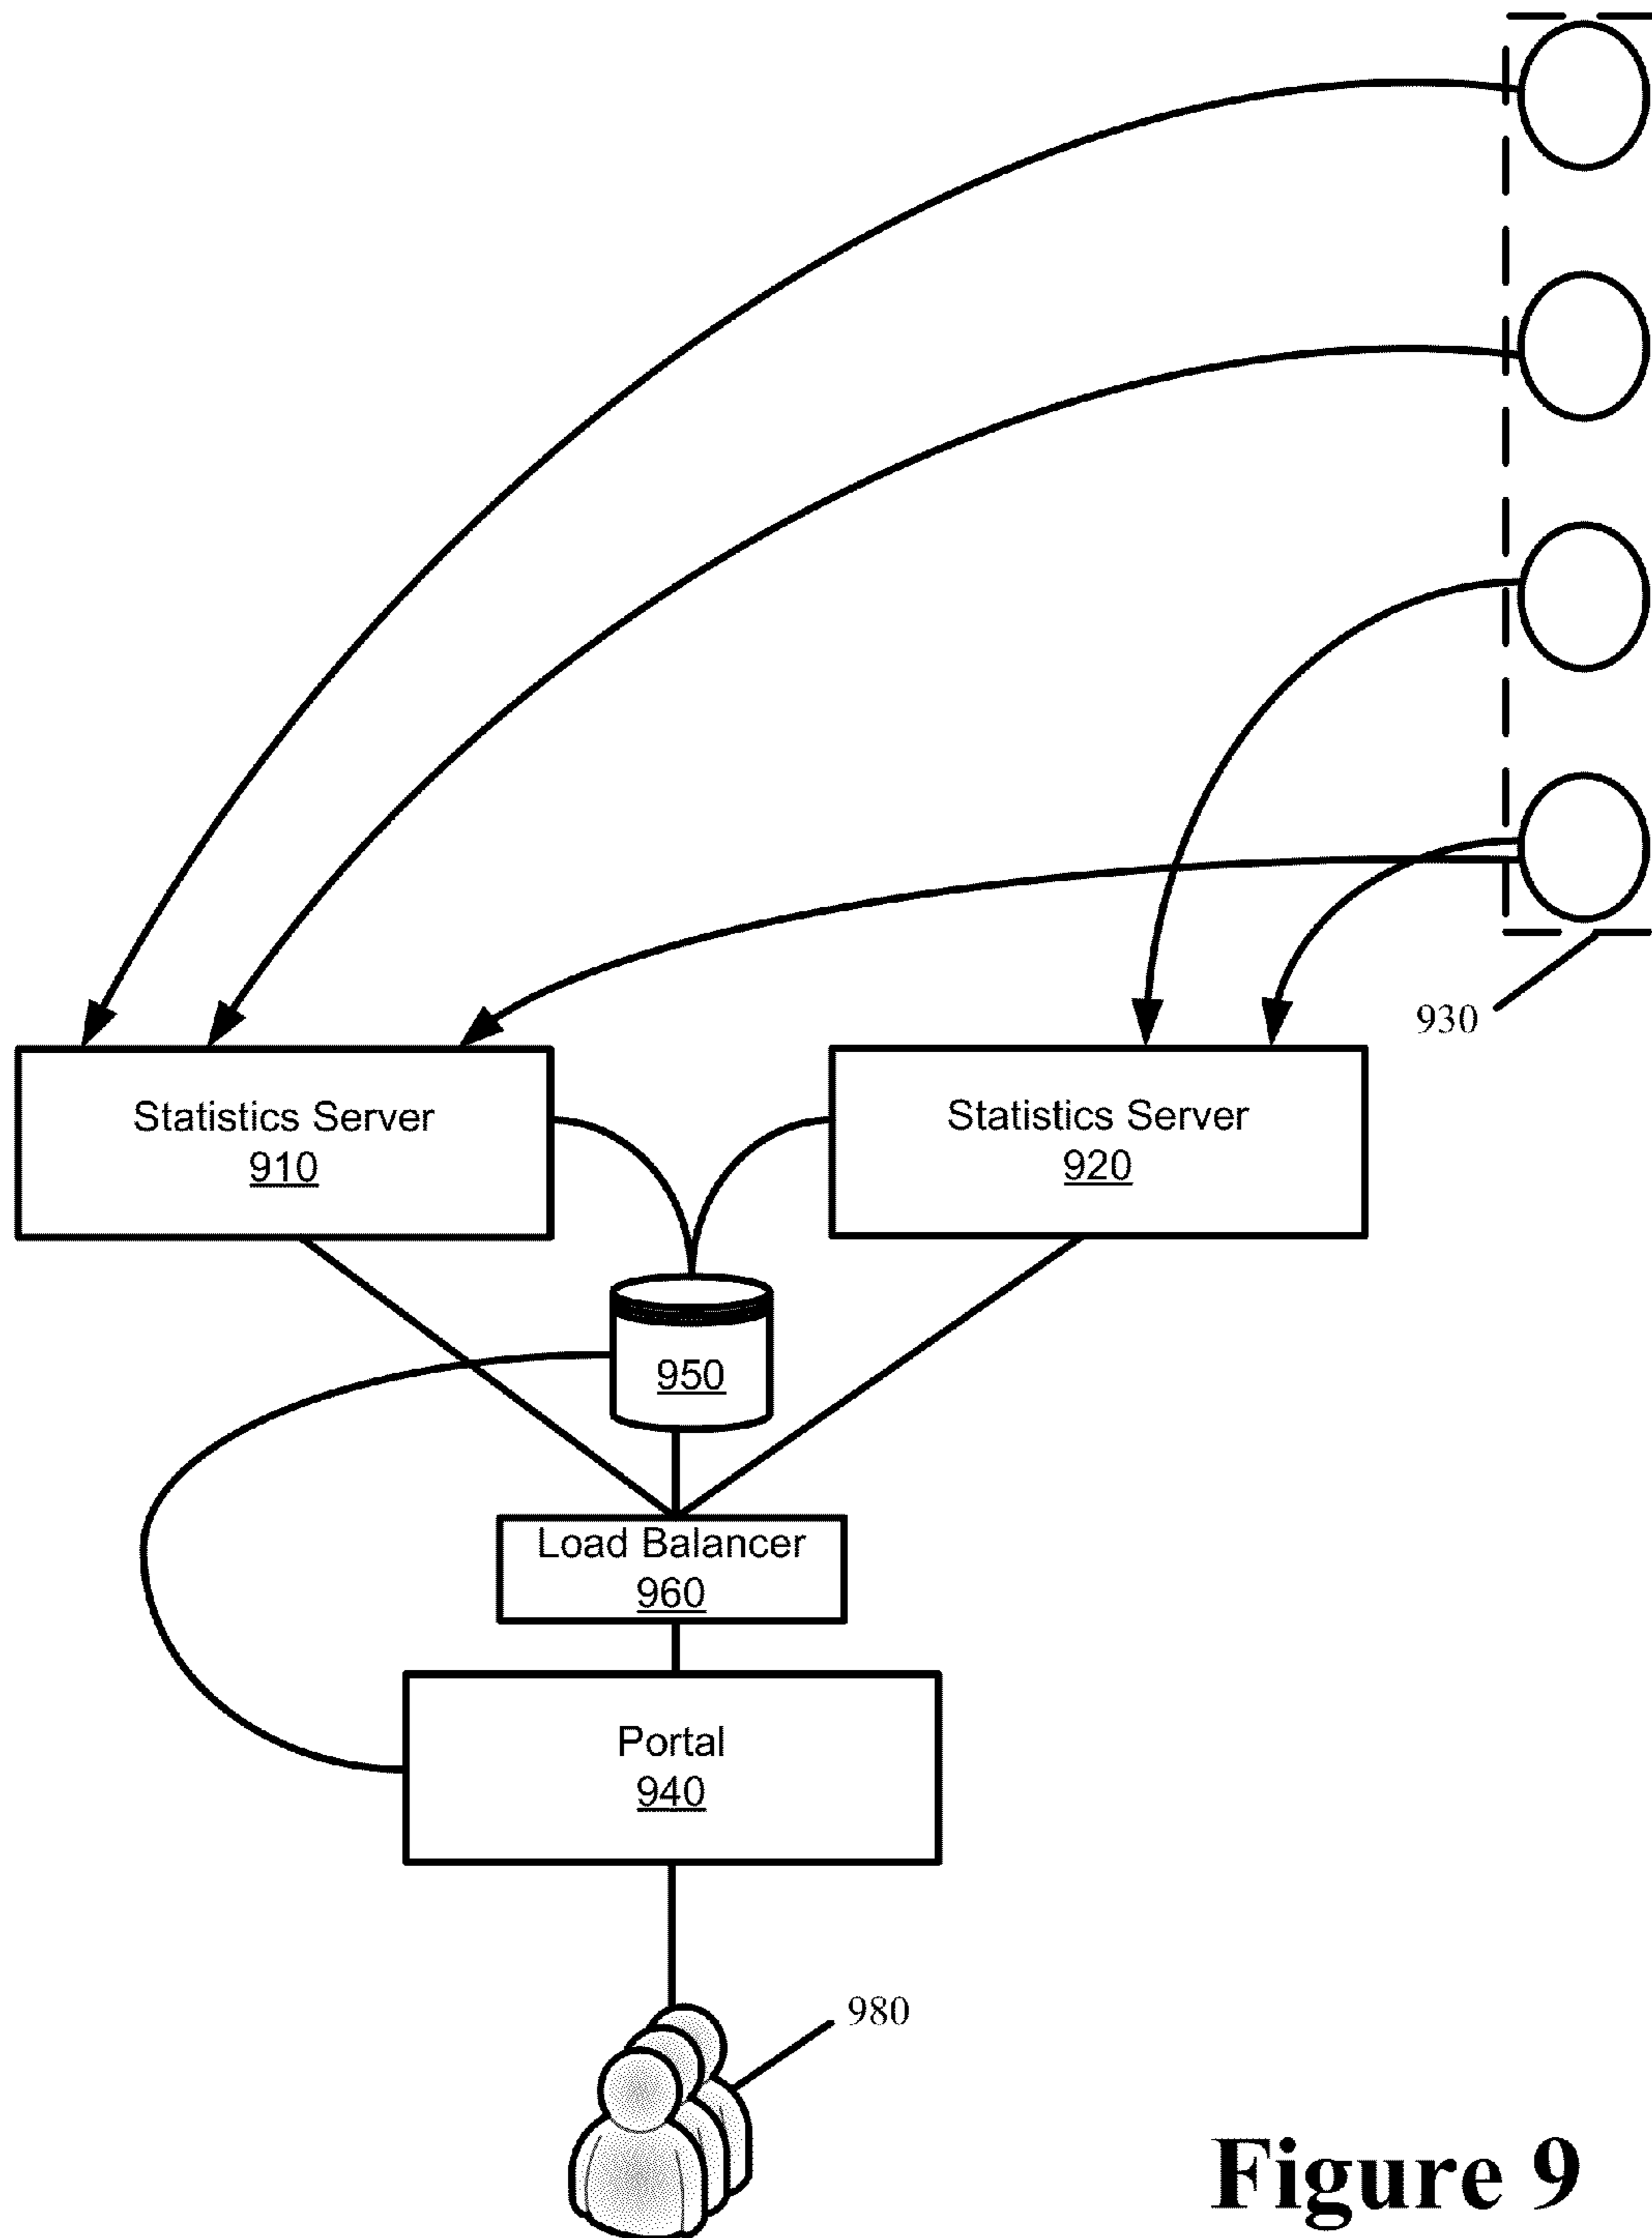 930
Statistics Server
910
Statistics Server
920
950
Load Balancer
960
Portal
940
980
Figure 9